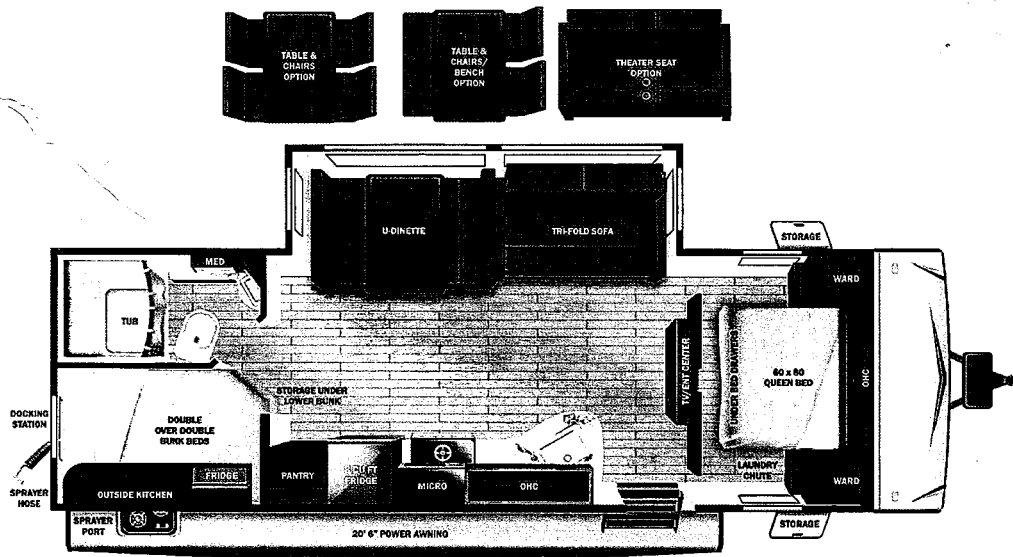 TABLE &
CHAIRS
OPTION
TABLE &
CHAIRS/
BENCH
OPTION
THEATER SEAT
OPTION
U-DINETTE
TRI-FOLD SOFA
STORAGE
MED
WARD
TUB
TV/ENT CENTER
UNDER BED DRAWERS
60 x 80
QUEEN BED
OHC
STORAGE UNDER
LOWER BUNK
DOCKING
STATION
DOUBLE
OVER DOUBLE
BUNK BEDS
SPRAYER
HOSE
OUTSIDE KITCHEN
FRIDGE
PANTRY
FRIDGE
MICRO
OHC
LAUNDRY
CHUTE
WARD
SPRAYER
PORT
20' 6" POWER AWNING
STORAGE